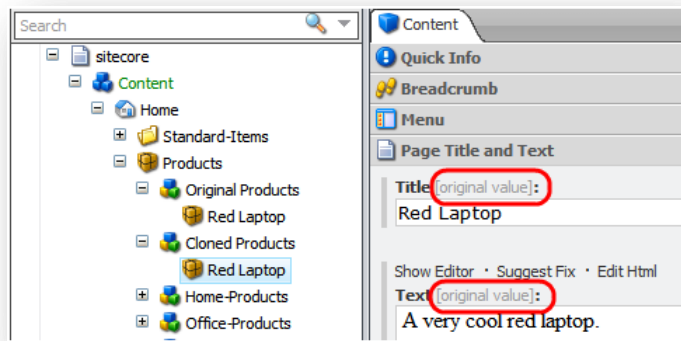 Search
sitecore
Content
Home
Standard-Items
Products
Original Products
Red Laptop
Cloned Products
Red Laptop
Home-Products
Office-Products
Content
Quick Info
Breadcrumb
Menu
Page Title and Text
Title [original value]:
Red Laptop
Show Editor · Suggest Fix · Edit Html
Text [original value]:
A very cool red laptop.